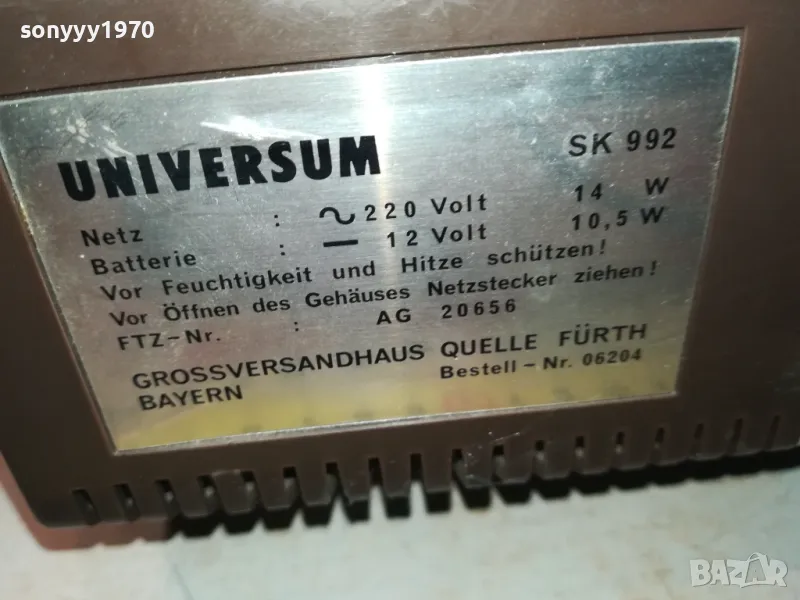 sonyyy1970
UNIVERSUM SK 992
Netz : ~ 220 Volt 14 W
Batterie : — 12 Volt 10,5 W
Vor Feuchtigkeit und Hitze schützen!
Vor Öffnen des Gehäuses Netzstecker ziehen!
FTZ-Nr. : AG 20656
GROSSVERSANDHAUS QUELLE FÜRTH
BAYERN Bestell-Nr. 06204
BAZAR